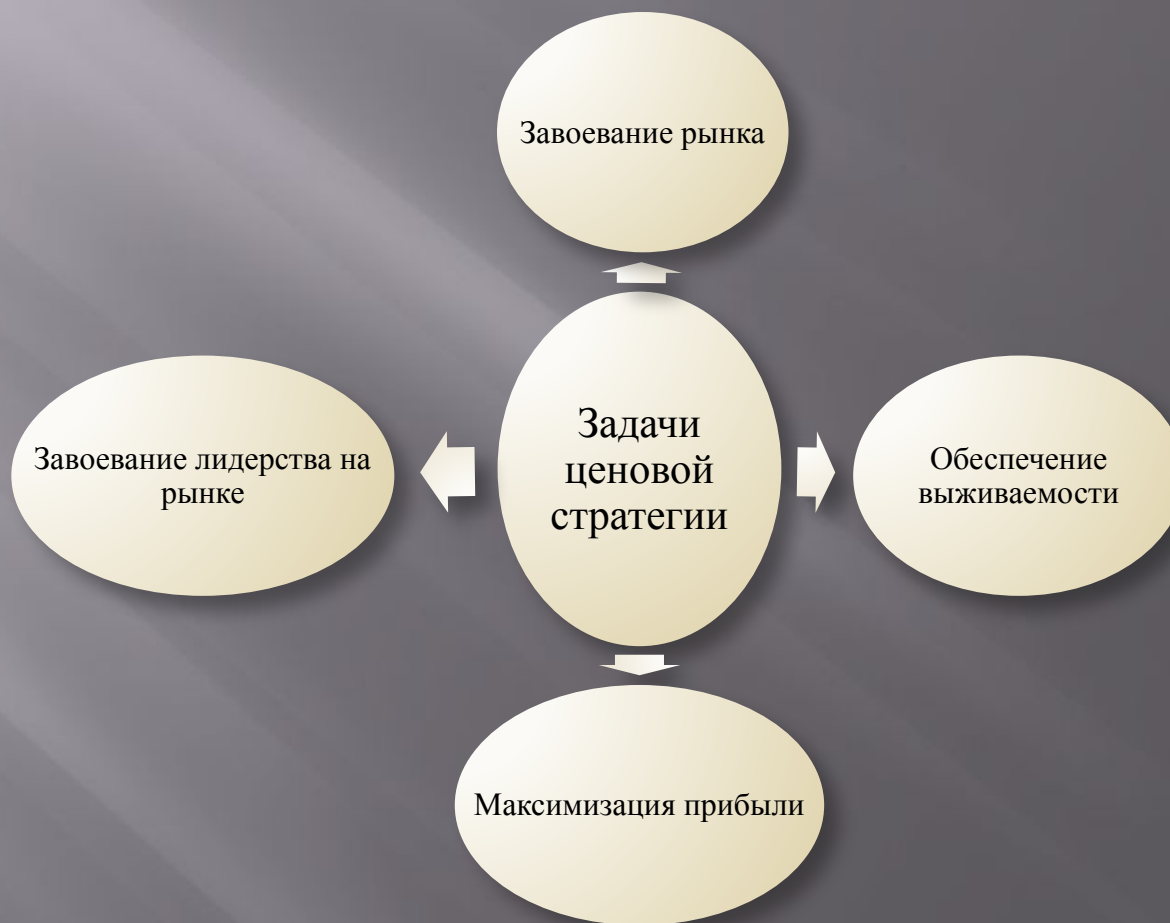 Завоевание рынка
Завоевание лидерства на
рынке
Задачи
ценовой
стратегии
Обеспечение
выживаемости
Максимизация прибыли